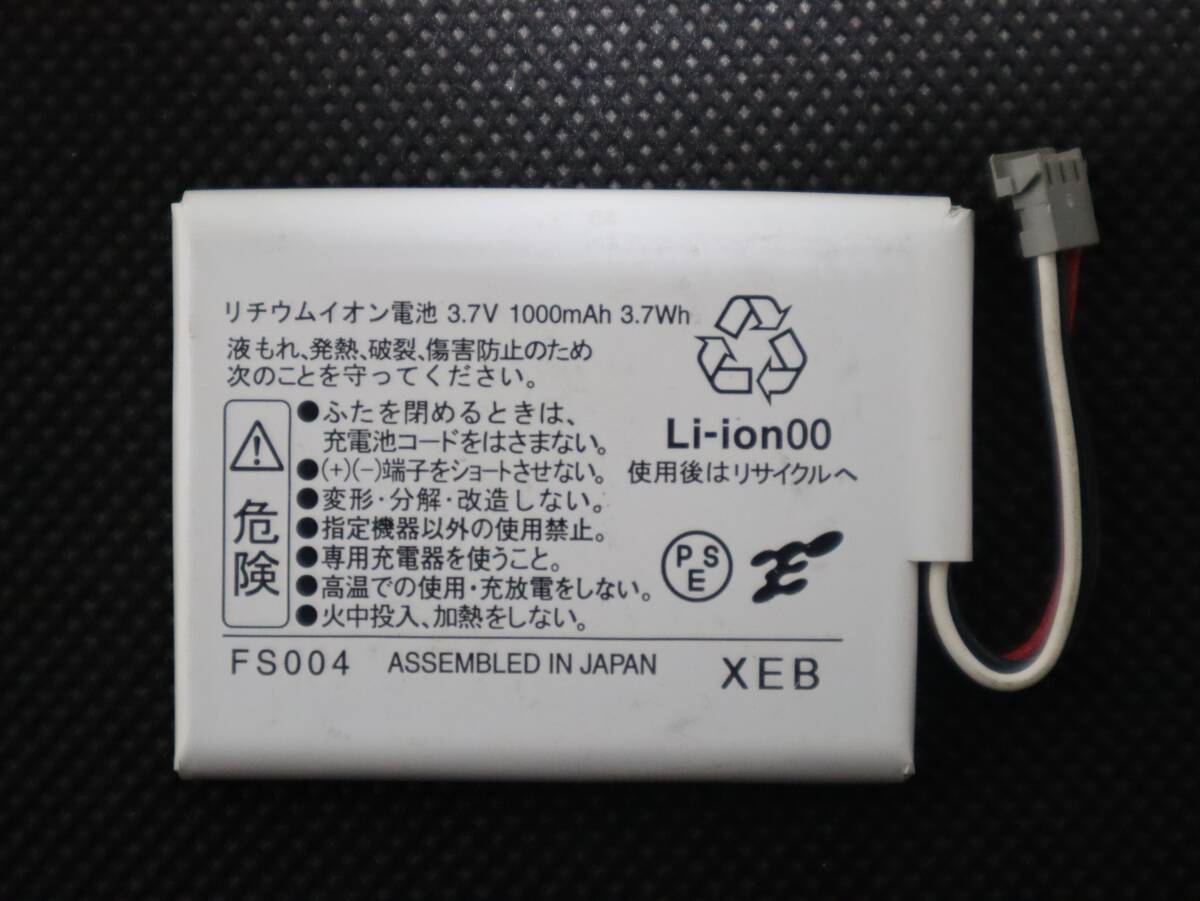 リチウムイオン電池 3.7V 1000mAh 3.7Wh
液もれ、発熱、破裂、傷害防止のため
次のことを守ってください。
危険
●ふたを閉めるときは、
充電池コードをはさまない。
●(+)(−)端子をショートさせない。
●変形・分解・改造しない。
●指定機器以外の使用禁止。
●専用充電器を使うこと。
●高温での使用・充放電をしない。
●火中投入、加熱をしない。
Li-ion00
使用後はリサイクルへ
PSE
FS004 ASSEMBLED IN JAPAN XEB